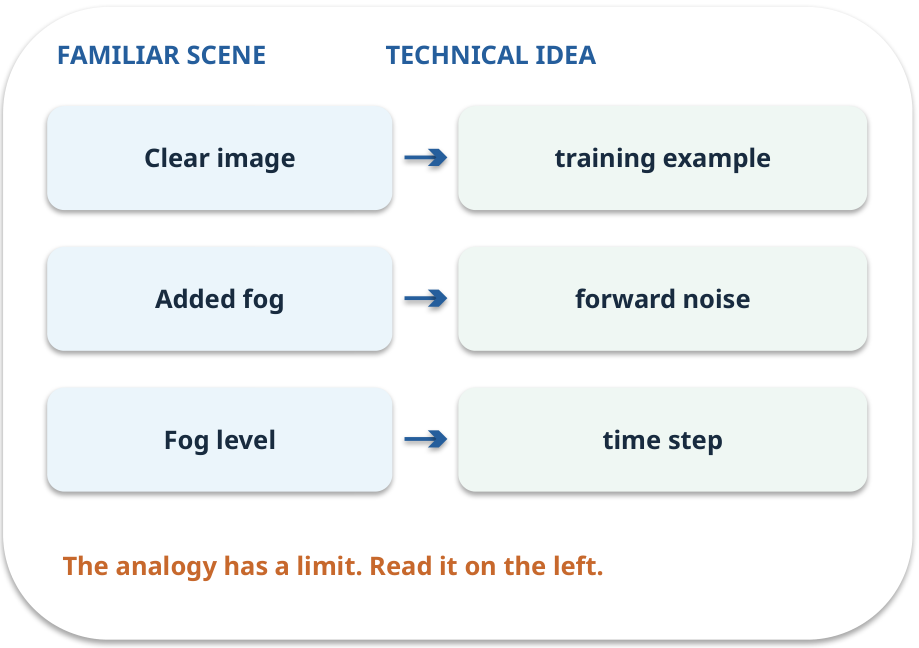 FAMILIAR SCENE TECHNICAL IDEA
Clear image → training example
Added fog → forward noise
Fog level → time step
The analogy has a limit. Read it on the left.